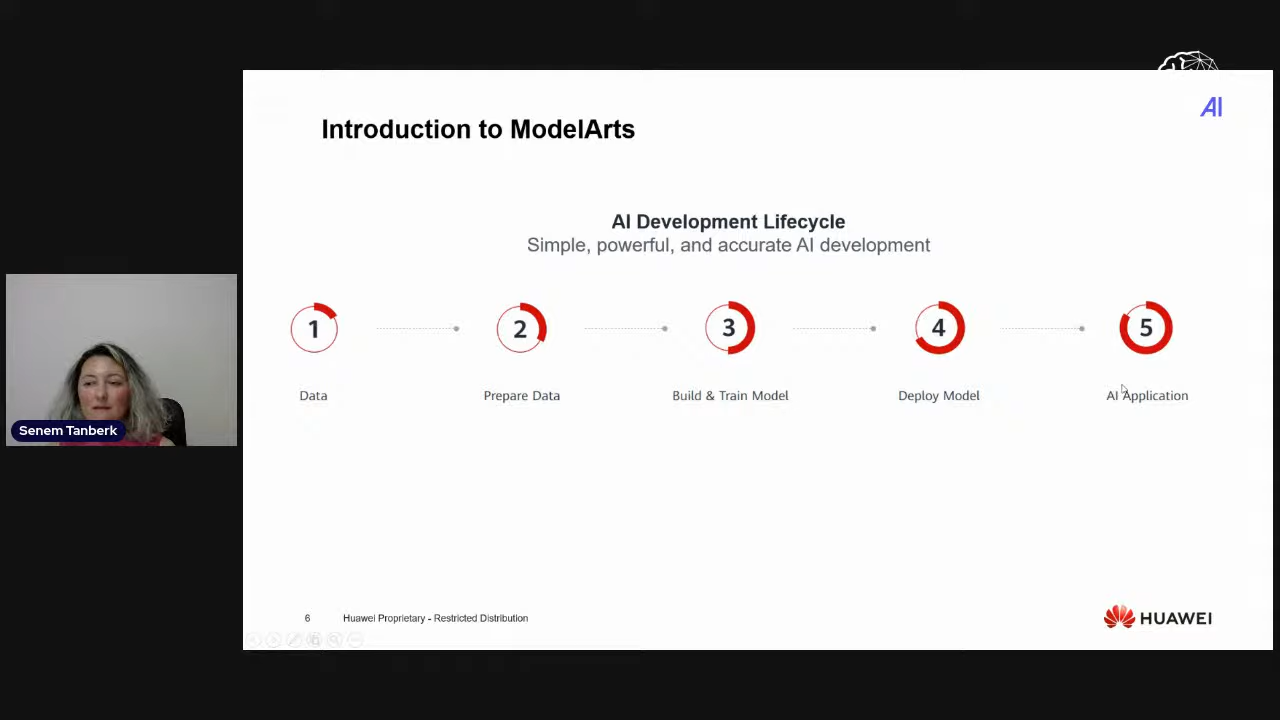 AI
Introduction to ModelArts
AI Development Lifecycle
Simple, powerful, and accurate AI development
1
2
3
4
5
Data
Prepare Data
Build & Train Model
Deploy Model
AI Application
Senem Tanberk
6
Huawei Proprietary - Restricted Distribution
HUAWEI